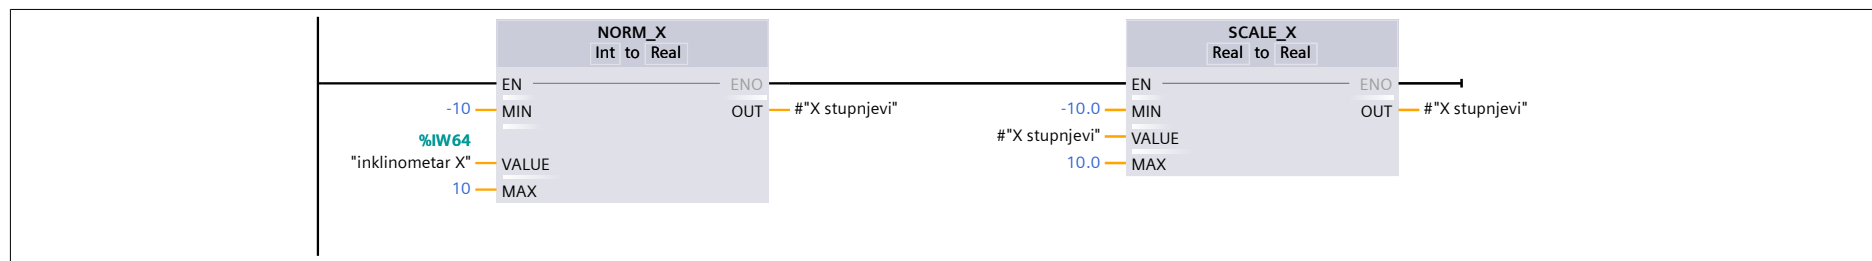 NORM_X
Int to Real
EN ENO
-10 MIN OUT #"X stupnjevi"
%IW64
"inklinometar X" VALUE
10 MAX
SCALE_X
Real to Real
EN ENO
-10.0 MIN OUT #"X stupnjevi"
#"X stupnjevi" VALUE
10.0 MAX